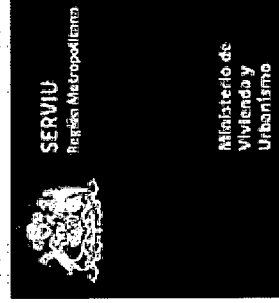 SERVIU
Región Metropolitana
Ministerio de
Vivienda y
Urbanismo